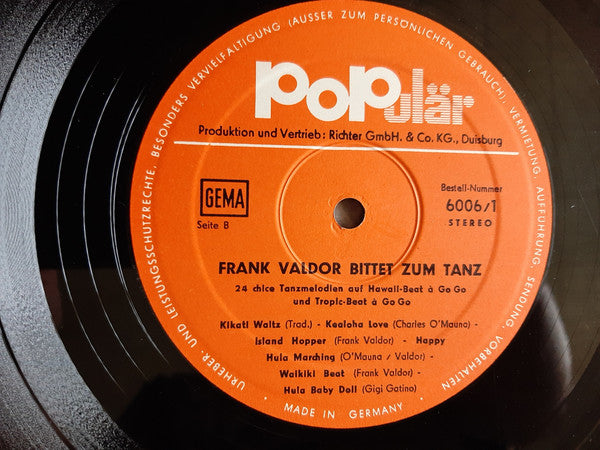 URHEBER- UND LEISTUNGSSCHUTZRECHTE, BESONDERS VERVIELFÄLTIGUNG (AUSSER ZUM PERSÖNLICHEN GEBRAUCH), VERMIETUNG, AUFFÜHRUNG, SENDUNG, VORBEHALTEN
POPulär
Produktion und Vertrieb: Richter GmbH. & Co. KG., Duisburg
GEMA
Seite B
Bestell-Nummer
6006/1
STEREO
FRANK VALDOR BITTET ZUM TANZ
24 chice Tanzmelodien auf Hawaii-Beat à Go Go
und Tropic-Beat à Go Go
Kikati Waltz (Trad.) - Kealoha Love (Charles O'Mauna) -
Island Hopper (Frank Valdor) - Happy
Hula Marching (O'Mauna / Valdor) -
Waikiki Beat (Frank Valdor) -
Hula Baby Doll (Gigi Gatino)
• MADE IN GERMANY •